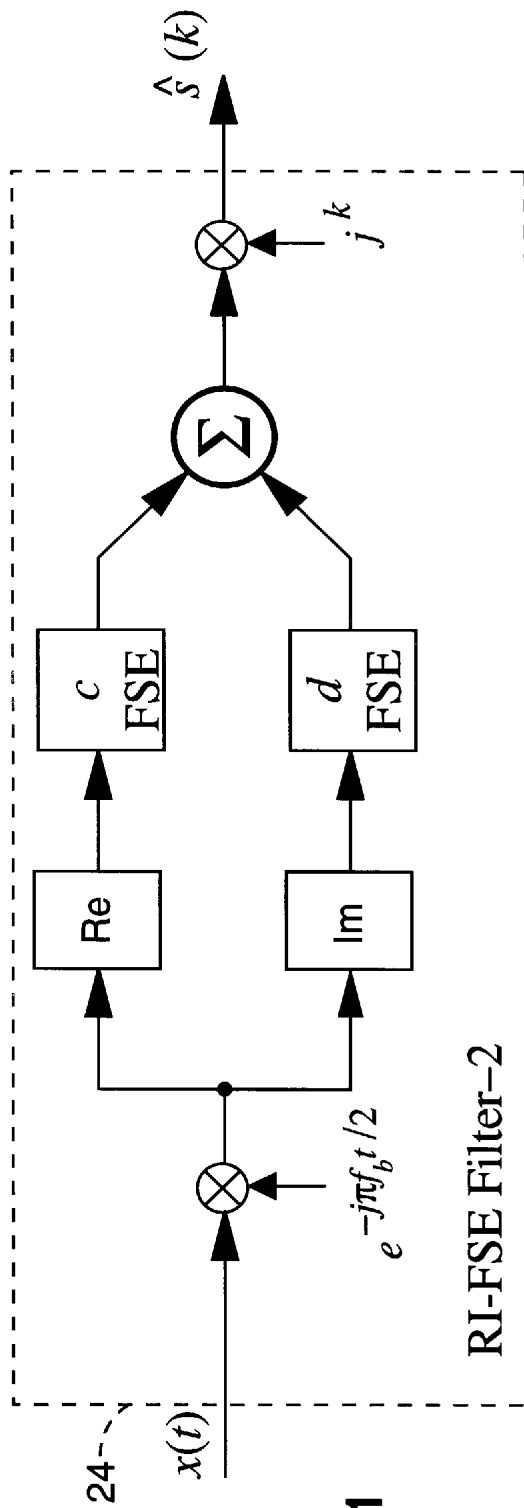 24
x(t)
e^{-jπf_b t/2}
Re
Im
c
FSE
d
FSE
Σ
j^k
ŝ(k)
RI-FSE Filter–2
1